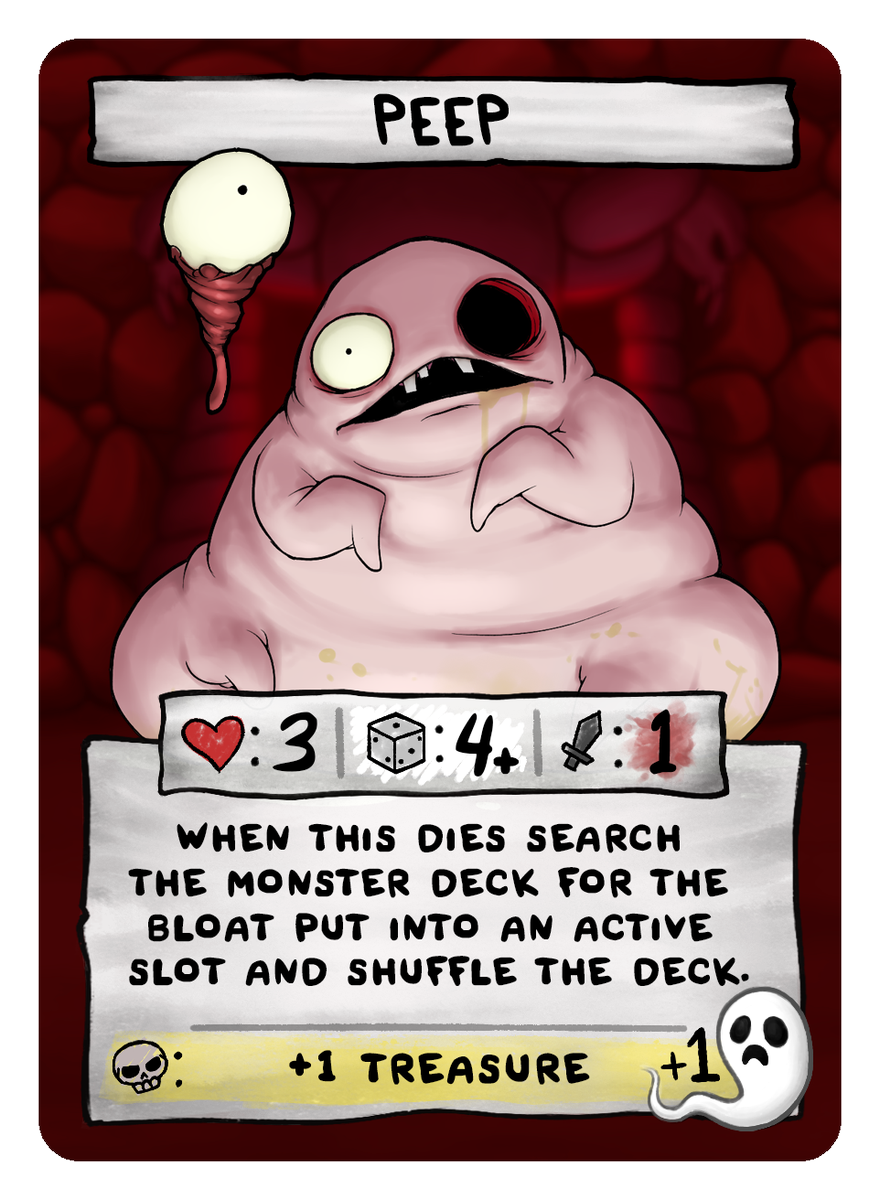 PEEP
:3 :4+ :1
WHEN THIS DIES SEARCH
THE MONSTER DECK FOR THE
BLOAT PUT INTO AN ACTIVE
SLOT AND SHUFFLE THE DECK.
: +1 TREASURE +1